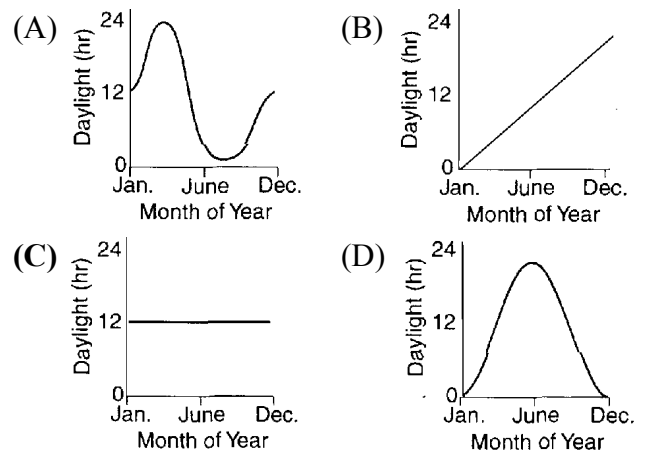 (A)
Daylight (hr)
24
12
0
Jan. June Dec.
Month of Year
(B)
Daylight (hr)
24
12
0
Jan. June Dec.
Month of Year
(C)
Daylight (hr)
24
12
0
Jan. June Dec.
Month of Year
(D)
Daylight (hr)
24
12
0
Jan. June Dec.
Month of Year